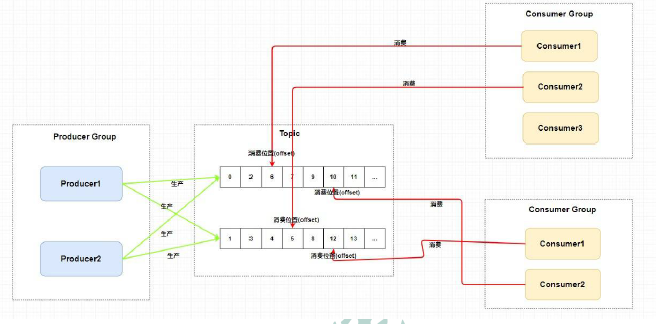 Consumer Group
Consumer1
Consumer2
Consumer3
消费
消费
Producer Group
Producer1
Producer2
生产
生产
生产
生产
Topic
消费位置(offset)
0 2 6 7 9 10 11 ...
消费位置(offset)
消费位置(offset)
1 3 4 5 8 12 13 ...
消费位置(offset)
消费
消费
Consumer Group
Consumer1
Consumer2